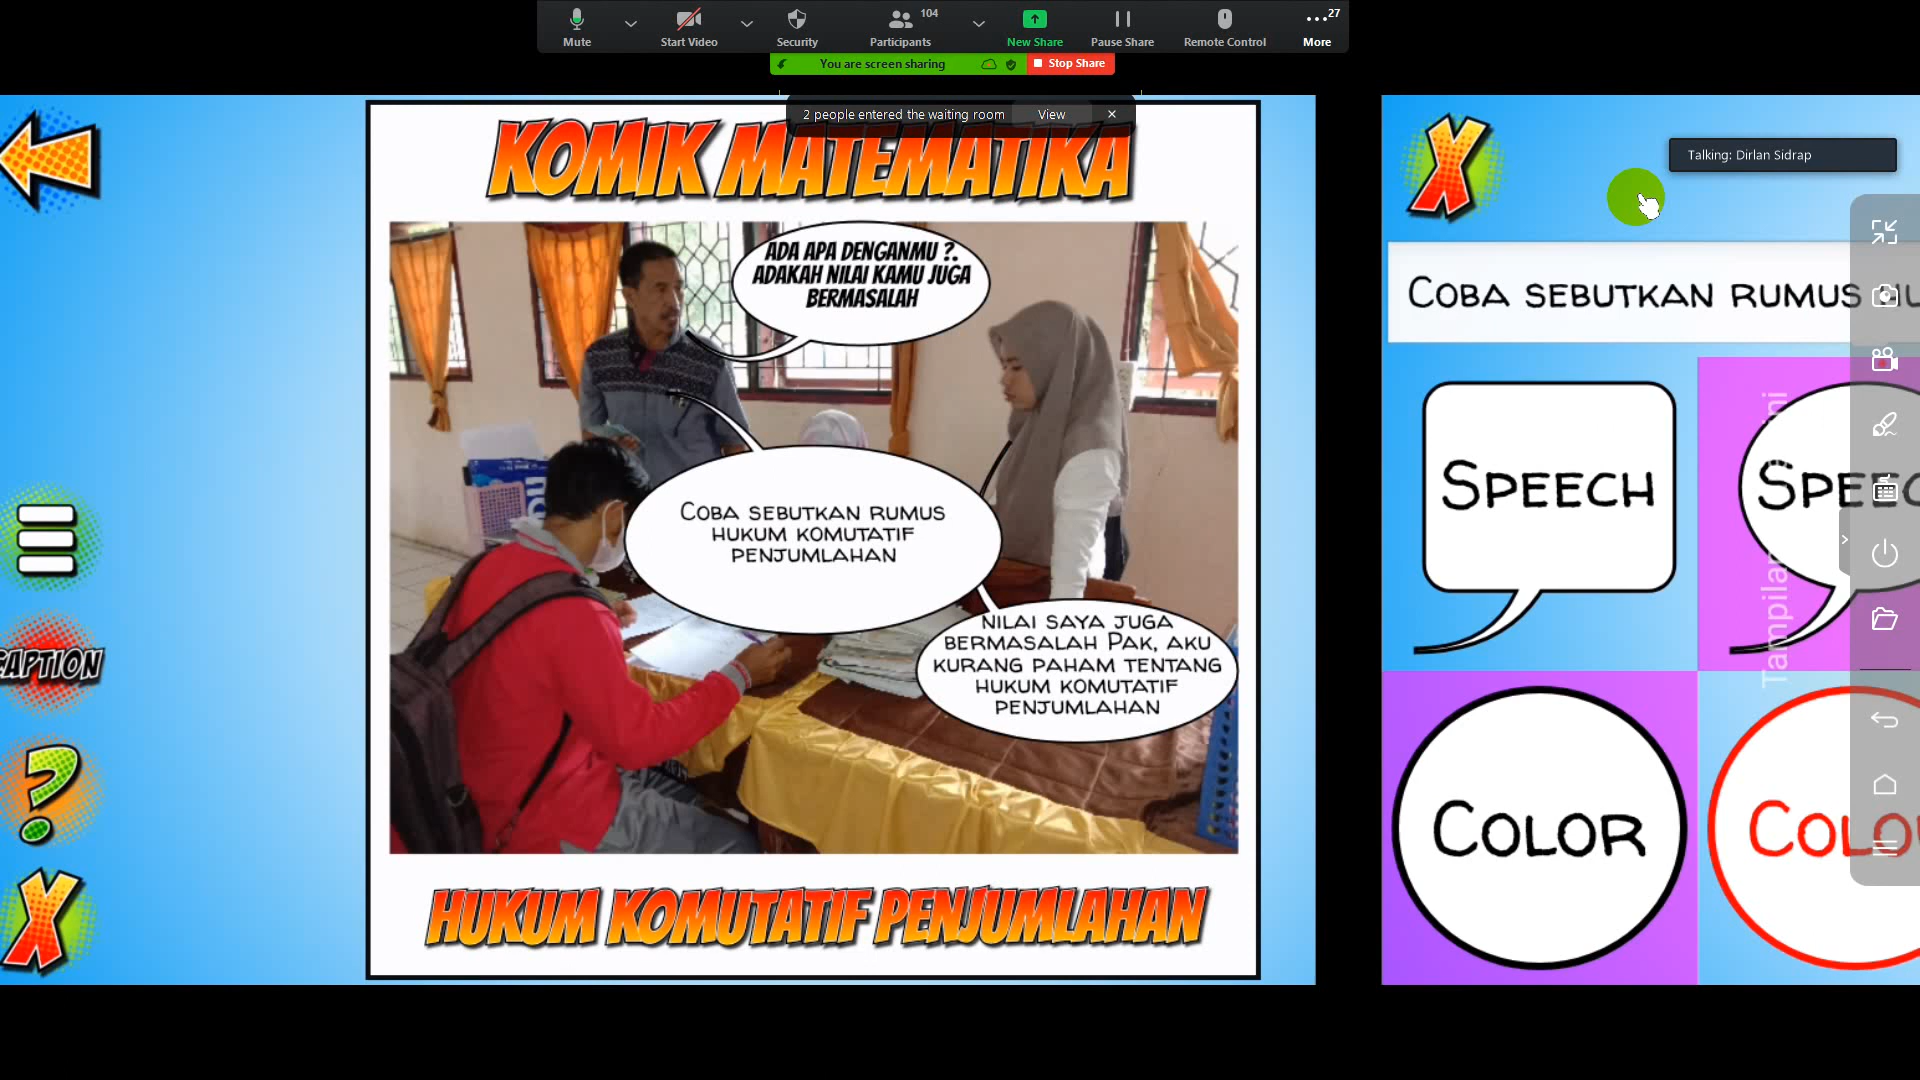 104
27
Mute
Start Video
Security
Participants
New Share
Pause Share
Remote Control
More
You are screen sharing
Stop Share
2 people entered the waiting room
View
KOMIK MATEMATIKA
Talking: Dirlan Sidrap
ADA APA DENGANMU ?.
ADAKAH NILAI KAMU JUGA
BERMASALAH
COBA SEBUTKAN RUMUS
HUKUM KOMUTATIF
PENJUMLAHAN
NILAI SAYA JUGA
BERMASALAH PAK, AKU
KURANG PAHAM TENTANG
HUKUM KOMUTATIF
PENJUMLAHAN
HUKUM KOMUTATIF PENJUMLAHAN
CAPTION
COBA SEBUTKAN RUMUS
SPEECH
COLOR